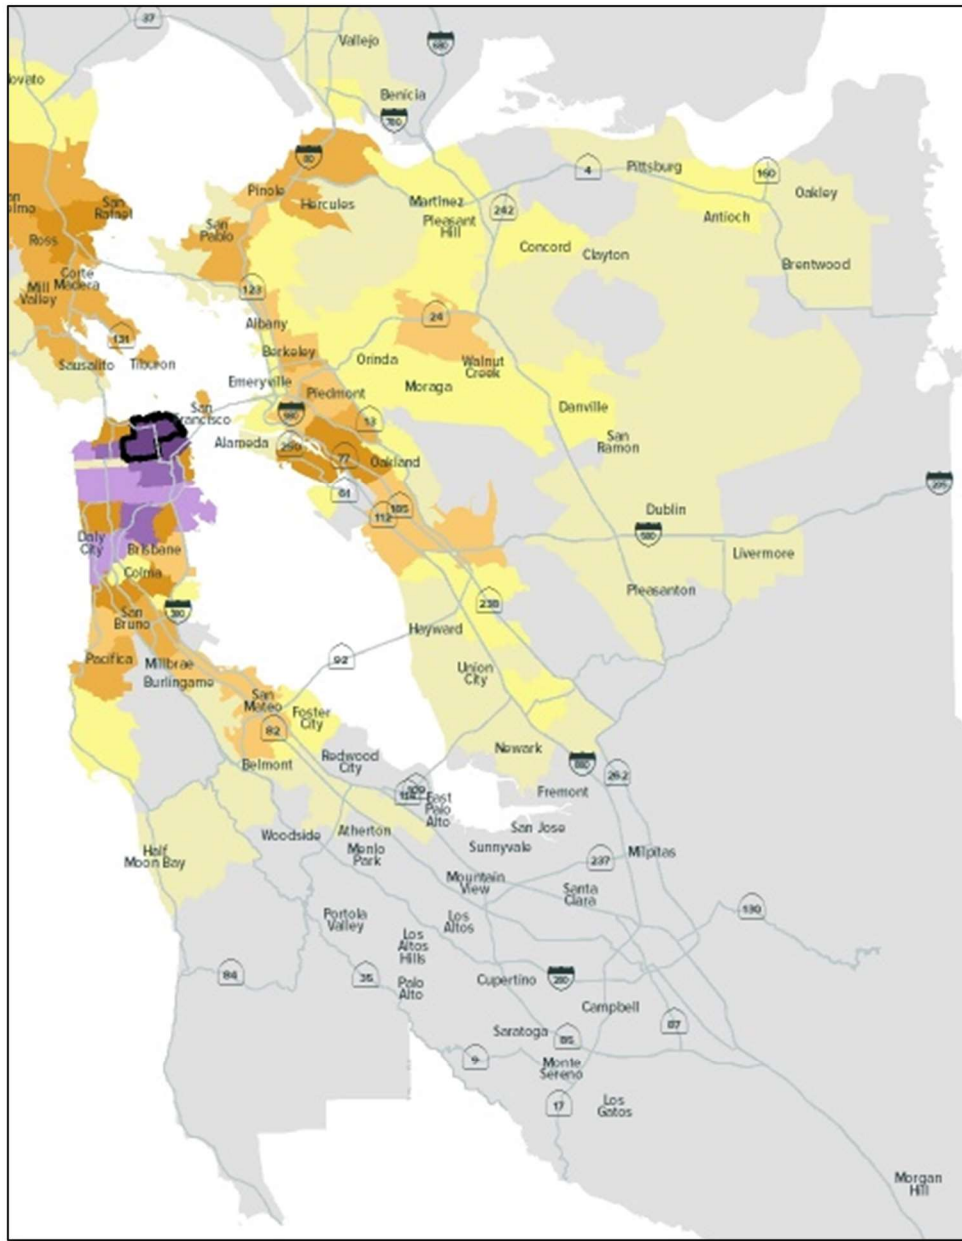 37
Vallejo
680
ovato
Benicia
780
80
4
Pittsburg
160
Oakley
Pinole
Hercules
Martinez
242
Pleasant
Hill
Antioch
San
Rafael
San
Pablo
Ross
Concord
Clayton
Brentwood
Corte
Madera
Mill
Valley
123
24
Albany
131
Berkeley
Orinda
Walnut
Creek
Sausalito
Tiburon
Emeryville
Piedmont
Moraga
San
Francisco
Danville
13
Alameda
San
Ramon
77
Oakland
61
185
112
Dublin
Daly
City
Brisbane
580
Livermore
Colma
Pleasanton
238
San
Bruno
380
Hayward
92
Pacifica
Millbrae
Union
City
Burlingame
San
Mateo
Foster
City
82
Newark
Belmont
Redwood
City
880
262
Fremont
East
Palo
Alto
Woodside
Atherton
San Jose
Sunnyvale
Half
Moon Bay
Menlo
Park
237
Milpitas
Mountain
View
Santa
Clara
130
Portola
Valley
Los
Altos
Los
Altos
Hills
84
35
Palo
Alto
Cupertino
280
Campbell
87
Saratoga
85
9
Monte
Sereno
17
Los
Gatos
Morgan
Hill